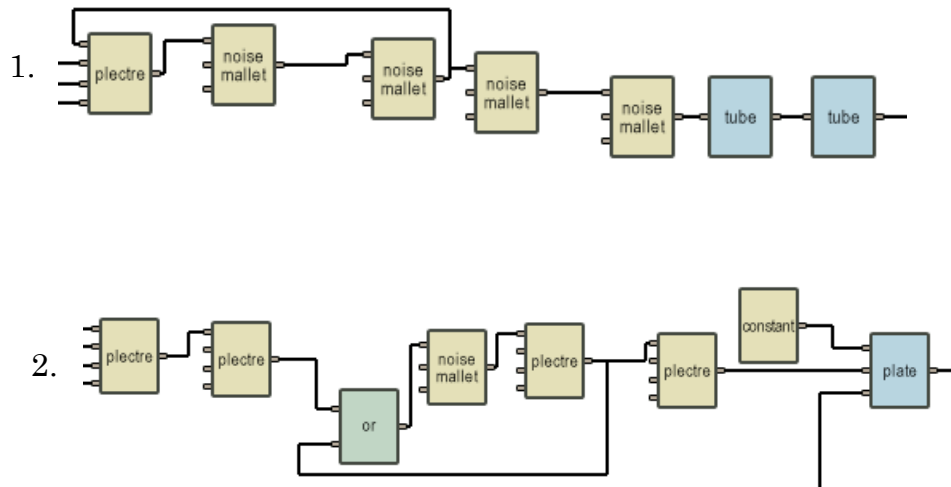 1.
plectre
noise
mallet
noise
mallet
noise
mallet
noise
mallet
tube
tube
2.
plectre
plectre
or
noise
mallet
plectre
plectre
constant
plate